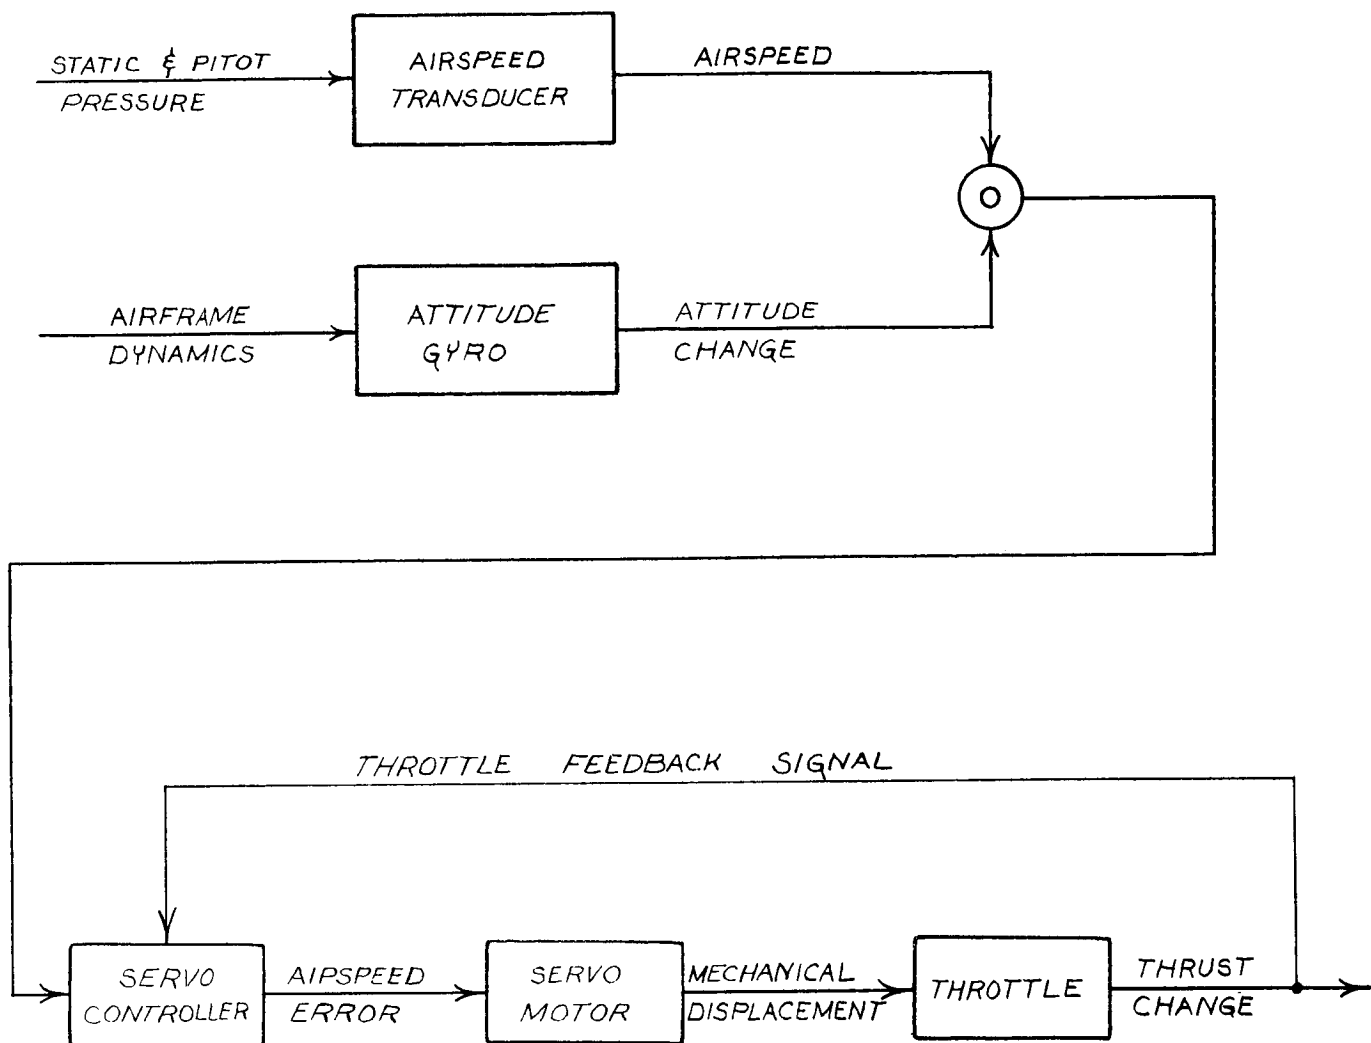 STATIC & PITOT
PRESSURE
AIRSPEED
TRANSDUCER
AIRSPEED
AIRFRAME
DYNAMICS
ATTITUDE
GYRO
ATTITUDE
CHANGE
THROTTLE FEEDBACK SIGNAL
SERVO
CONTROLLER
AIPSPEED
ERROR
SERVO
MOTOR
MECHANICAL
DISPLACEMENT
THROTTLE
THRUST
CHANGE